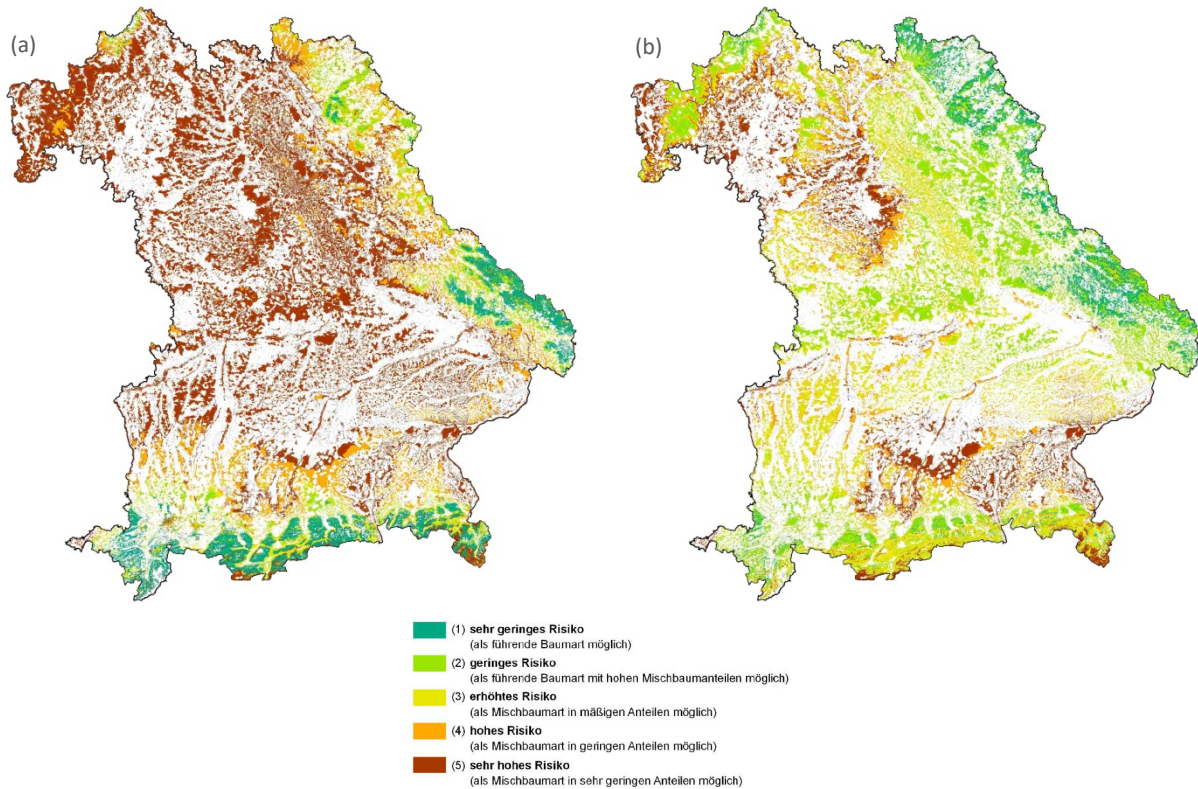 (a)
(b)
(1) sehr geringes Risiko
(als führende Baumart möglich)
(2) geringes Risiko
(als führende Baumart mit hohen Mischbaumanteilen möglich)
(3) erhöhtes Risiko
(als Mischbaumart in mäßigen Anteilen möglich)
(4) hohes Risiko
(als Mischbaumart in geringen Anteilen möglich)
(5) sehr hohes Risiko
(als Mischbaumart in sehr geringen Anteilen möglich)